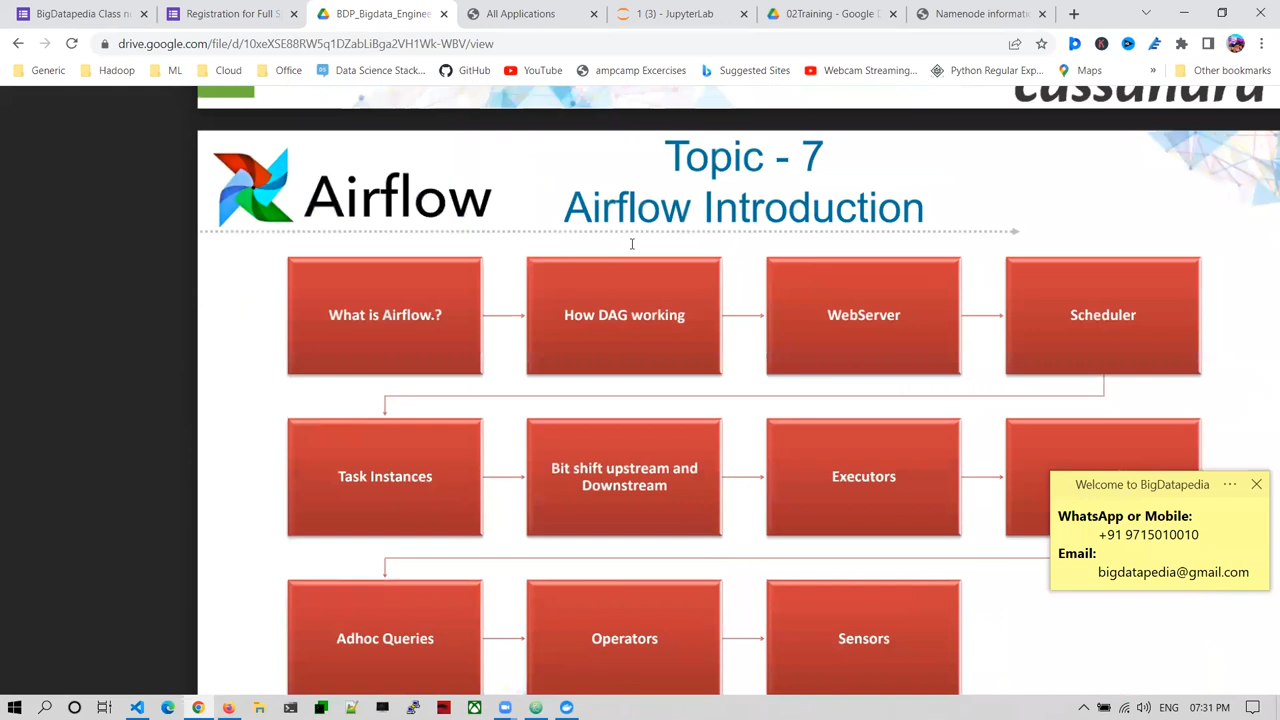 BigDatapedia Class n
Registration for Full S
BDP_Bigdata_Enginee
All Applications
1 (3) - JupyterLab
02Training - Google D
Namenode informati
drive.google.com/file/d/10xeXSE88RW5q1DZabLiBga2VH1Wk-WPV/view
Generic
Hadoop
ML
Cloud
Office
Data Science Stack...
GitHub
YouTube
ampcamp Excercises
Suggested Sites
Webcam Streaming...
Python Regular Exp...
Maps
»
Other bookmarks
cassandra
Airflow
Topic - 7
Airflow Introduction
What is Airflow.?
How DAG working
WebServer
Scheduler
Task Instances
Bit shift upstream and
Downstream
Executors
Adhoc Queries
Operators
Sensors
Welcome to BigDatapedia
WhatsApp or Mobile:
+91 9715010010
Email:
bigdatapedia@gmail.com
ENG
07:31 PM